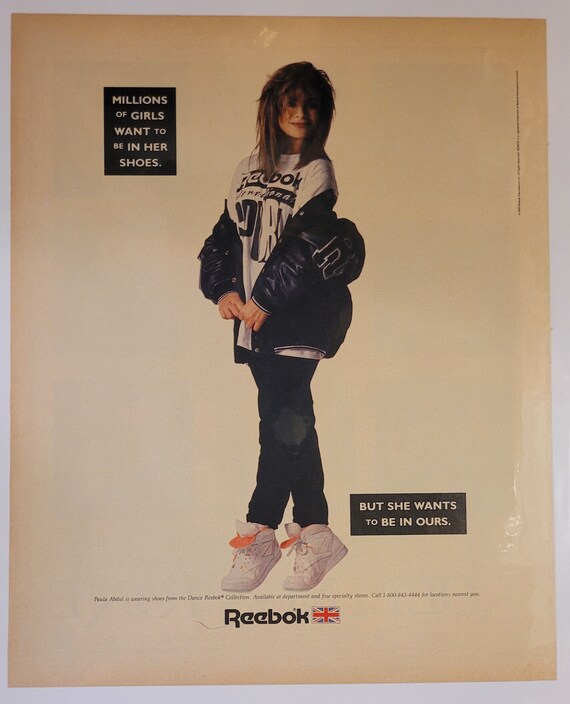 MILLIONS
OF GIRLS
WANT TO
BE IN HER
SHOES.
Reebok
BUT SHE WANTS
TO BE IN OURS.
Paula Abdul is wearing shoes from the Dance Reebok® Collection. Available at department and fine specialty stores. Call 1-800-843-4444 for locations nearest you.
Reebok